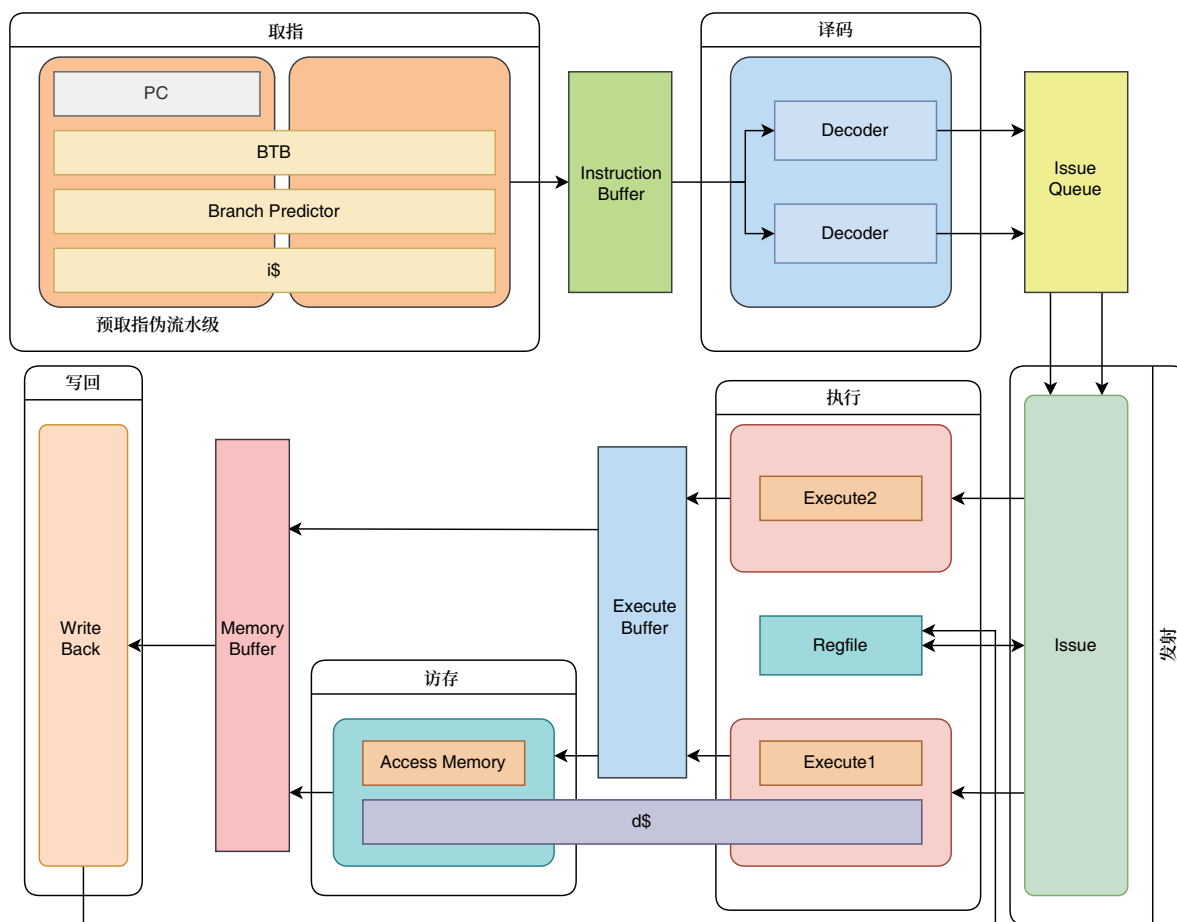 取指
PC
BTB
Branch Predictor
i$
预取指伪流水级
Instruction
Buffer
译码
Decoder
Decoder
Issue
Queue
写回
Write
Back
Memory
Buffer
访存
Access Memory
d$
Execute
Buffer
执行
Execute2
Regfile
Execute1
Issue
发射